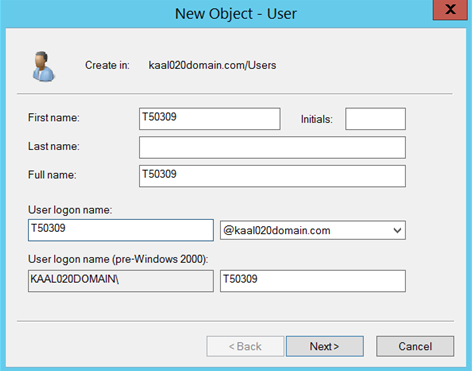 New Object - User
X
Create in: kaal020domain.com/Users
First name: T50309 Initials:
Last name:
Full name: T50309
User logon name:
T50309 @kaal020domain.com
User logon name (pre-Windows 2000):
KAAL020DOMAIN\ T50309
< Back Next > Cancel